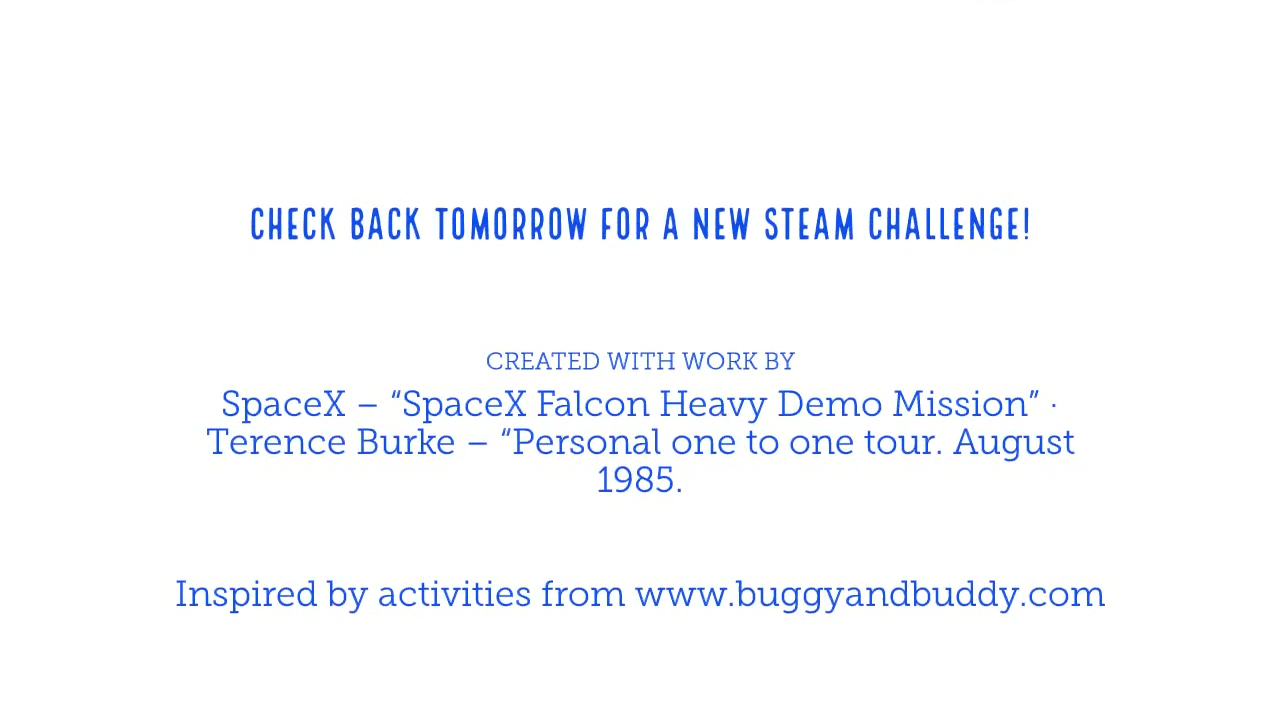 CHECK BACK TOMORROW FOR A NEW STEAM CHALLENGE!
CREATED WITH WORK BY
SpaceX – “SpaceX Falcon Heavy Demo Mission” ·
Terence Burke – “Personal one to one tour. August
1985.
Inspired by activities from www.buggyandbuddy.com